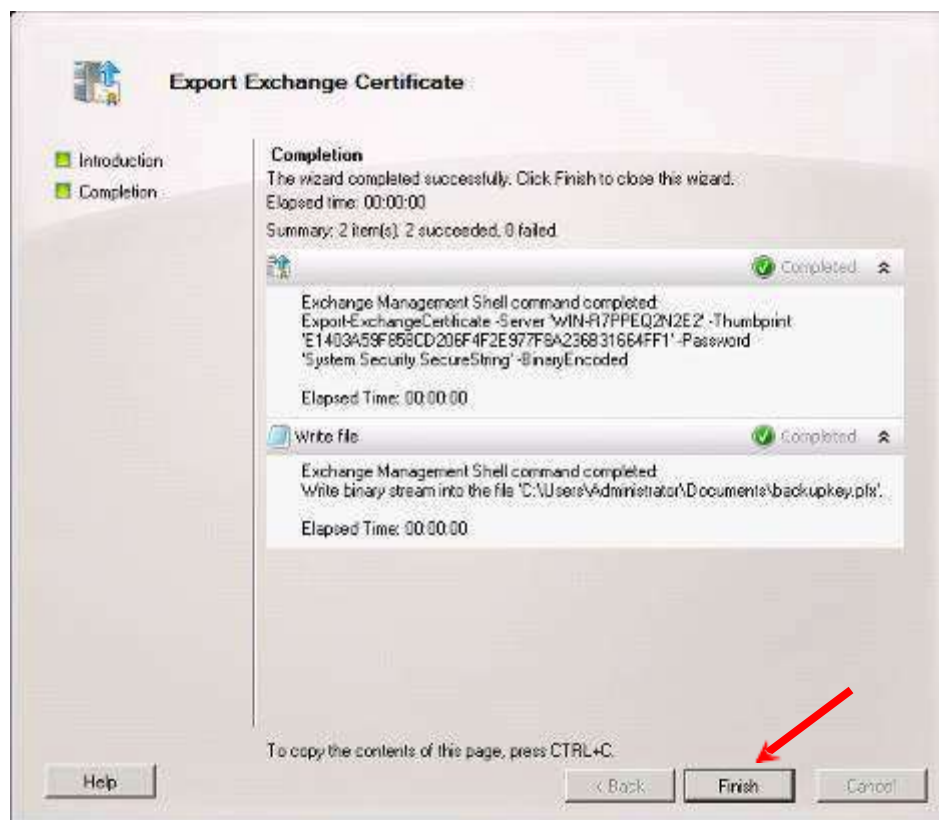 Export Exchange Certificate
Introduction
Completion
Completion
The wizard completed successfully. Click Finish to close this wizard.
Elapsed time: 00:00:00
Summary: 2 item(s). 2 succeeded, 0 failed.
Completed
Exchange Management Shell command completed:
Export-ExchangeCertificate -Server 'WIN-R7PPEQ2N2E2' -Thumbprint
-Password
'System.Security.SecureString' -BinaryEncoded
Elapsed Time: 00:00:00
Write file
Completed
Exchange Management Shell command completed:
Write binary stream into the file 'C:\Users\Administrator\Documents\backupkey.pfx'.
Elapsed Time: 00:00:00
To copy the contents of this page, press CTRL+C.
Help
< Back
Finish
Cancel